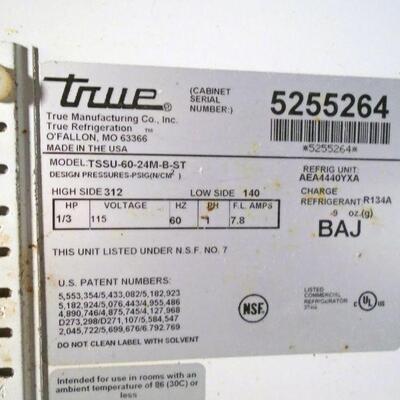 true
True Manufacturing Co., Inc.
True Refrigeration ™
O'FALLON, MO 63366
MADE IN THE USA
(CABINET
SERIAL
NUMBER:)
5255264
*5255264*
MODEL: TSSU-60-24M-B-ST
DESIGN PRESSURES-PSIG(N/CM²)
HIGH SIDE 312 LOW SIDE 140
REFRIG UNIT:
AEA4440YXA
CHARGE
REFRIGERANT R134A
-9 oz.(g)
BAJ
HP VOLTAGE HZ PH F.L. AMPS
1/3 115 60 1 7.8
THIS UNIT LISTED UNDER N.S.F. NO. 7
U.S. PATENT NUMBERS:
5,553,354/5,433,082/5,182,923
5,182,924/5,076,443/4,955,486
4,890,746/4,875,745/4,127,968
D273,298/D271,107/5,584,547
2,045,722/5,699,676/6.792.769
DO NOT CLEAN LABEL WITH SOLVENT
NSF
LISTED
COMMERCIAL
REFRIGERATOR
c UL us
Intended for use in rooms with an
ambient temperature of 86 (30C) or
less